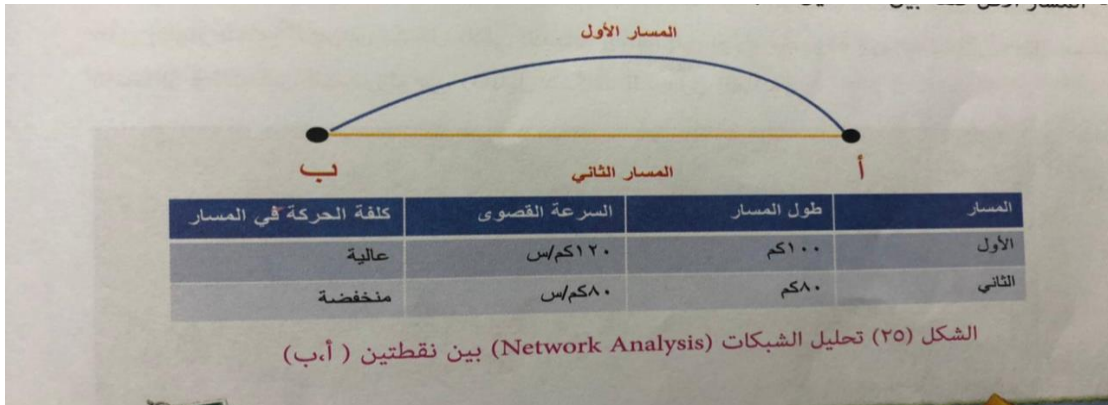 المسار الأول
أ
ب
المسار الثاني
المسار طول المسار السرعة القصوى كلفة الحركة في المسار
الأول ١٠٠كم ١٢٠كم/س عالية
الثاني ٨٠كم ٨٠كم/س منخفضة
الشكل (٢٥) تحليل الشبكات (Network Analysis) بين نقطتين ( أ،ب)